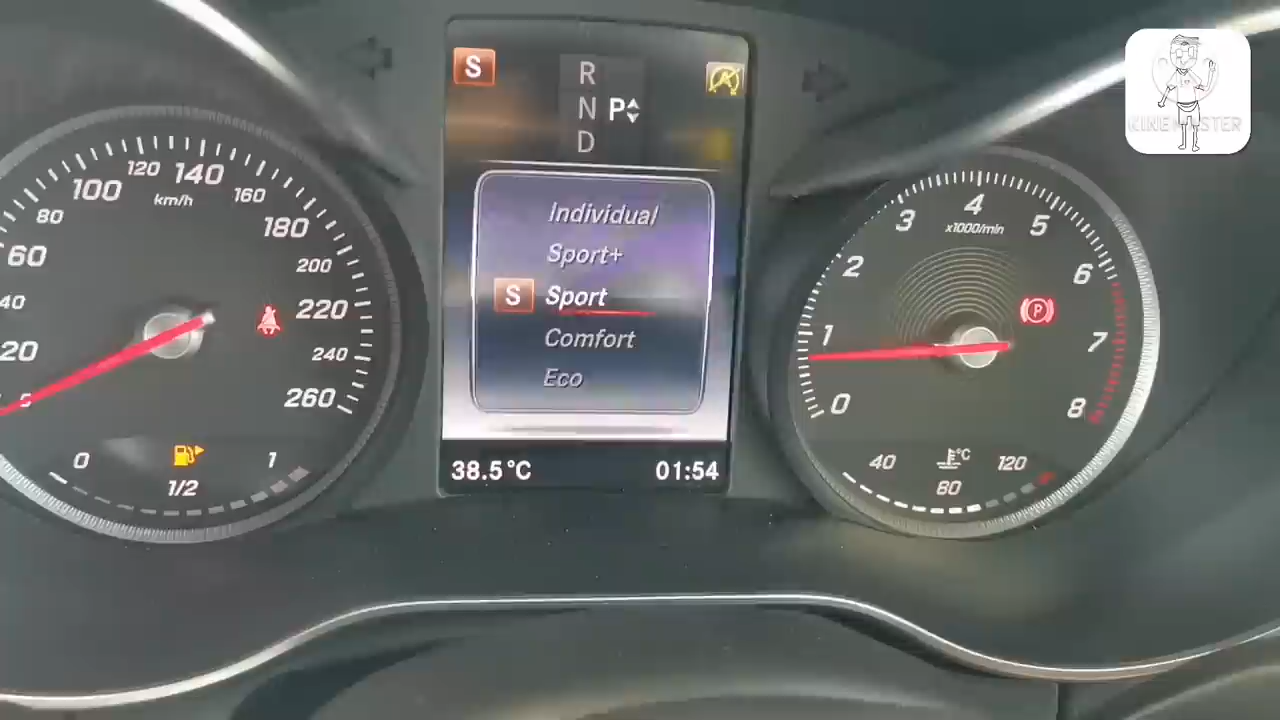 S
R
N P
D
Individual
Sport+
S Sport
Comfort
Eco
38.5°C 01:54
20
40
60
80
100
120
140
160
180
200
220
240
260
km/h
0 1/2 1
0
1
2
3
4
5
6
7
8
x1000/min
P
40 80 120
°C
KINEMASTER